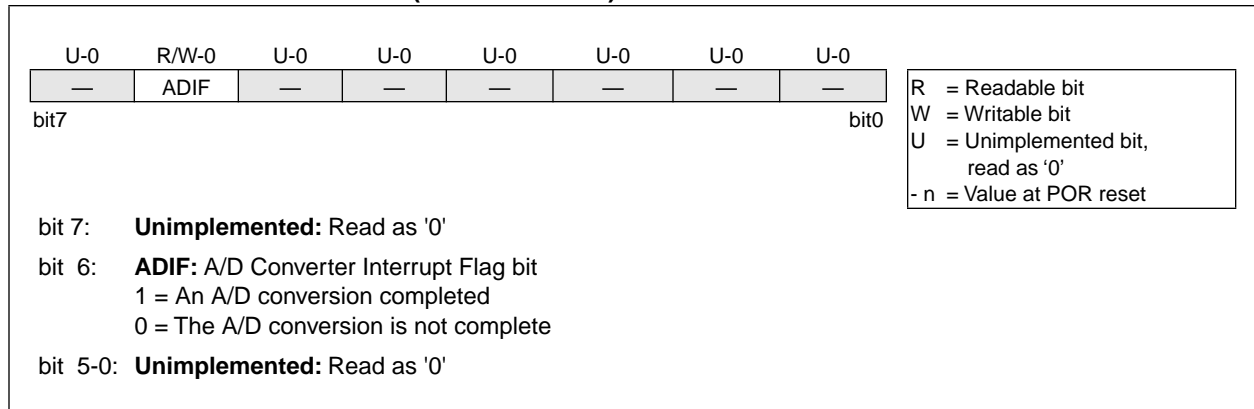 U-0 R/W-0 U-0 U-0 U-0 U-0 U-0 U-0
— ADIF — — — — — —
bit7 bit0
R = Readable bit
W = Writable bit
U = Unimplemented bit,
read as ‘0’
- n = Value at POR reset
bit 7: Unimplemented: Read as '0'
bit 6: ADIF: A/D Converter Interrupt Flag bit
1 = An A/D conversion completed
0 = The A/D conversion is not complete
bit 5-0: Unimplemented: Read as '0'